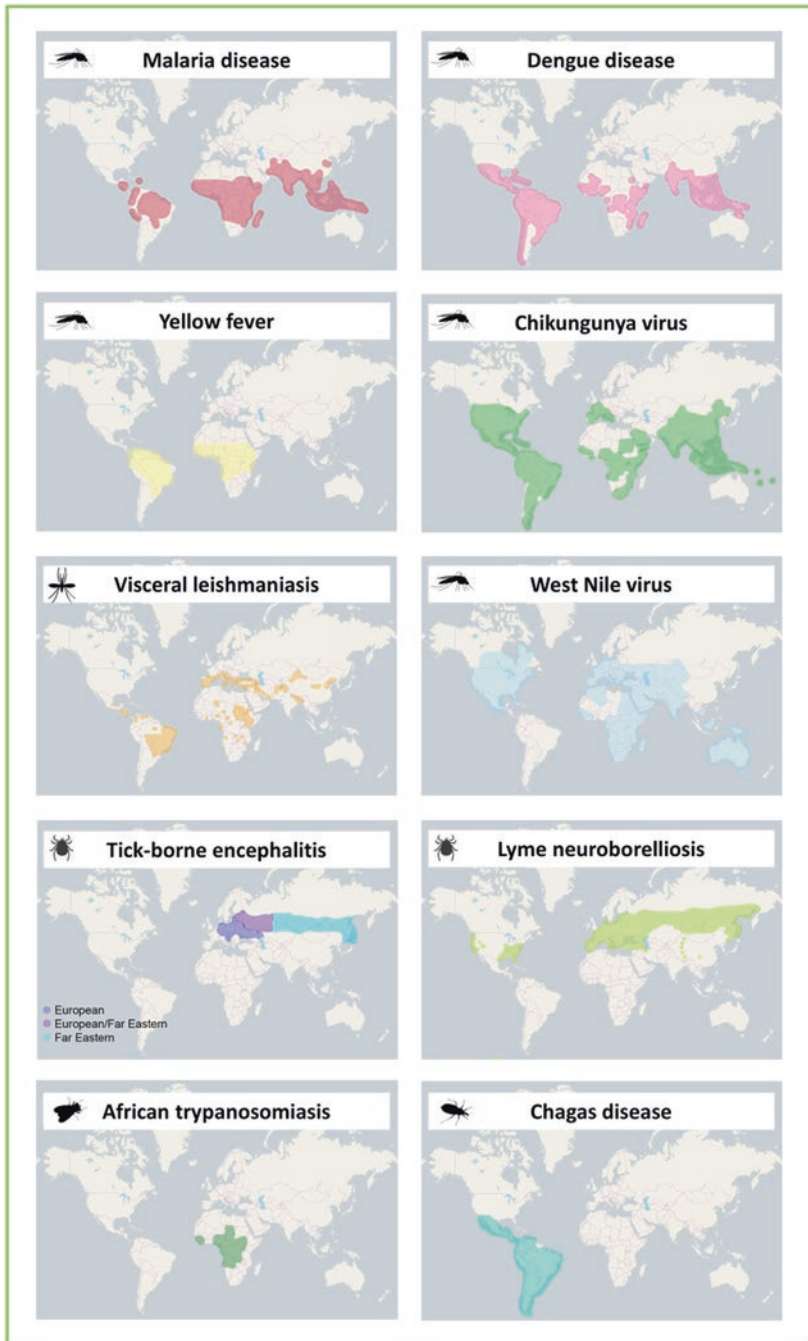 Malaria disease
Dengue disease
Yellow fever
Chikungunya virus
Visceral leishmaniasis
West Nile virus
Tick-borne encephalitis
European
European/Far Eastern
Far Eastern
Lyme neuroborelliosis
African trypanosomiasis
Chagas disease